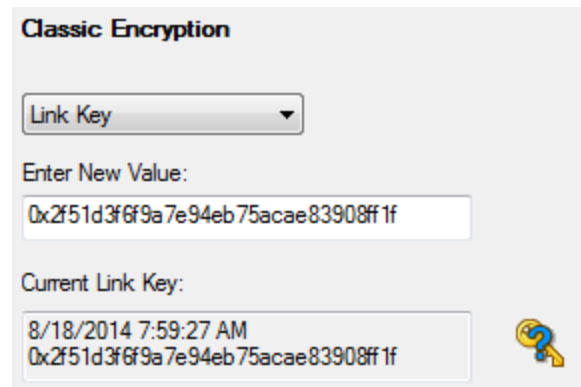 Classic Encryption
Link Key
Enter New Value:
0x2f51d3f6f9a7e94eb75acae83908ff1f
Current Link Key:
8/18/2014 7:59:27 AM
0x2f51d3f6f9a7e94eb75acae83908ff1f